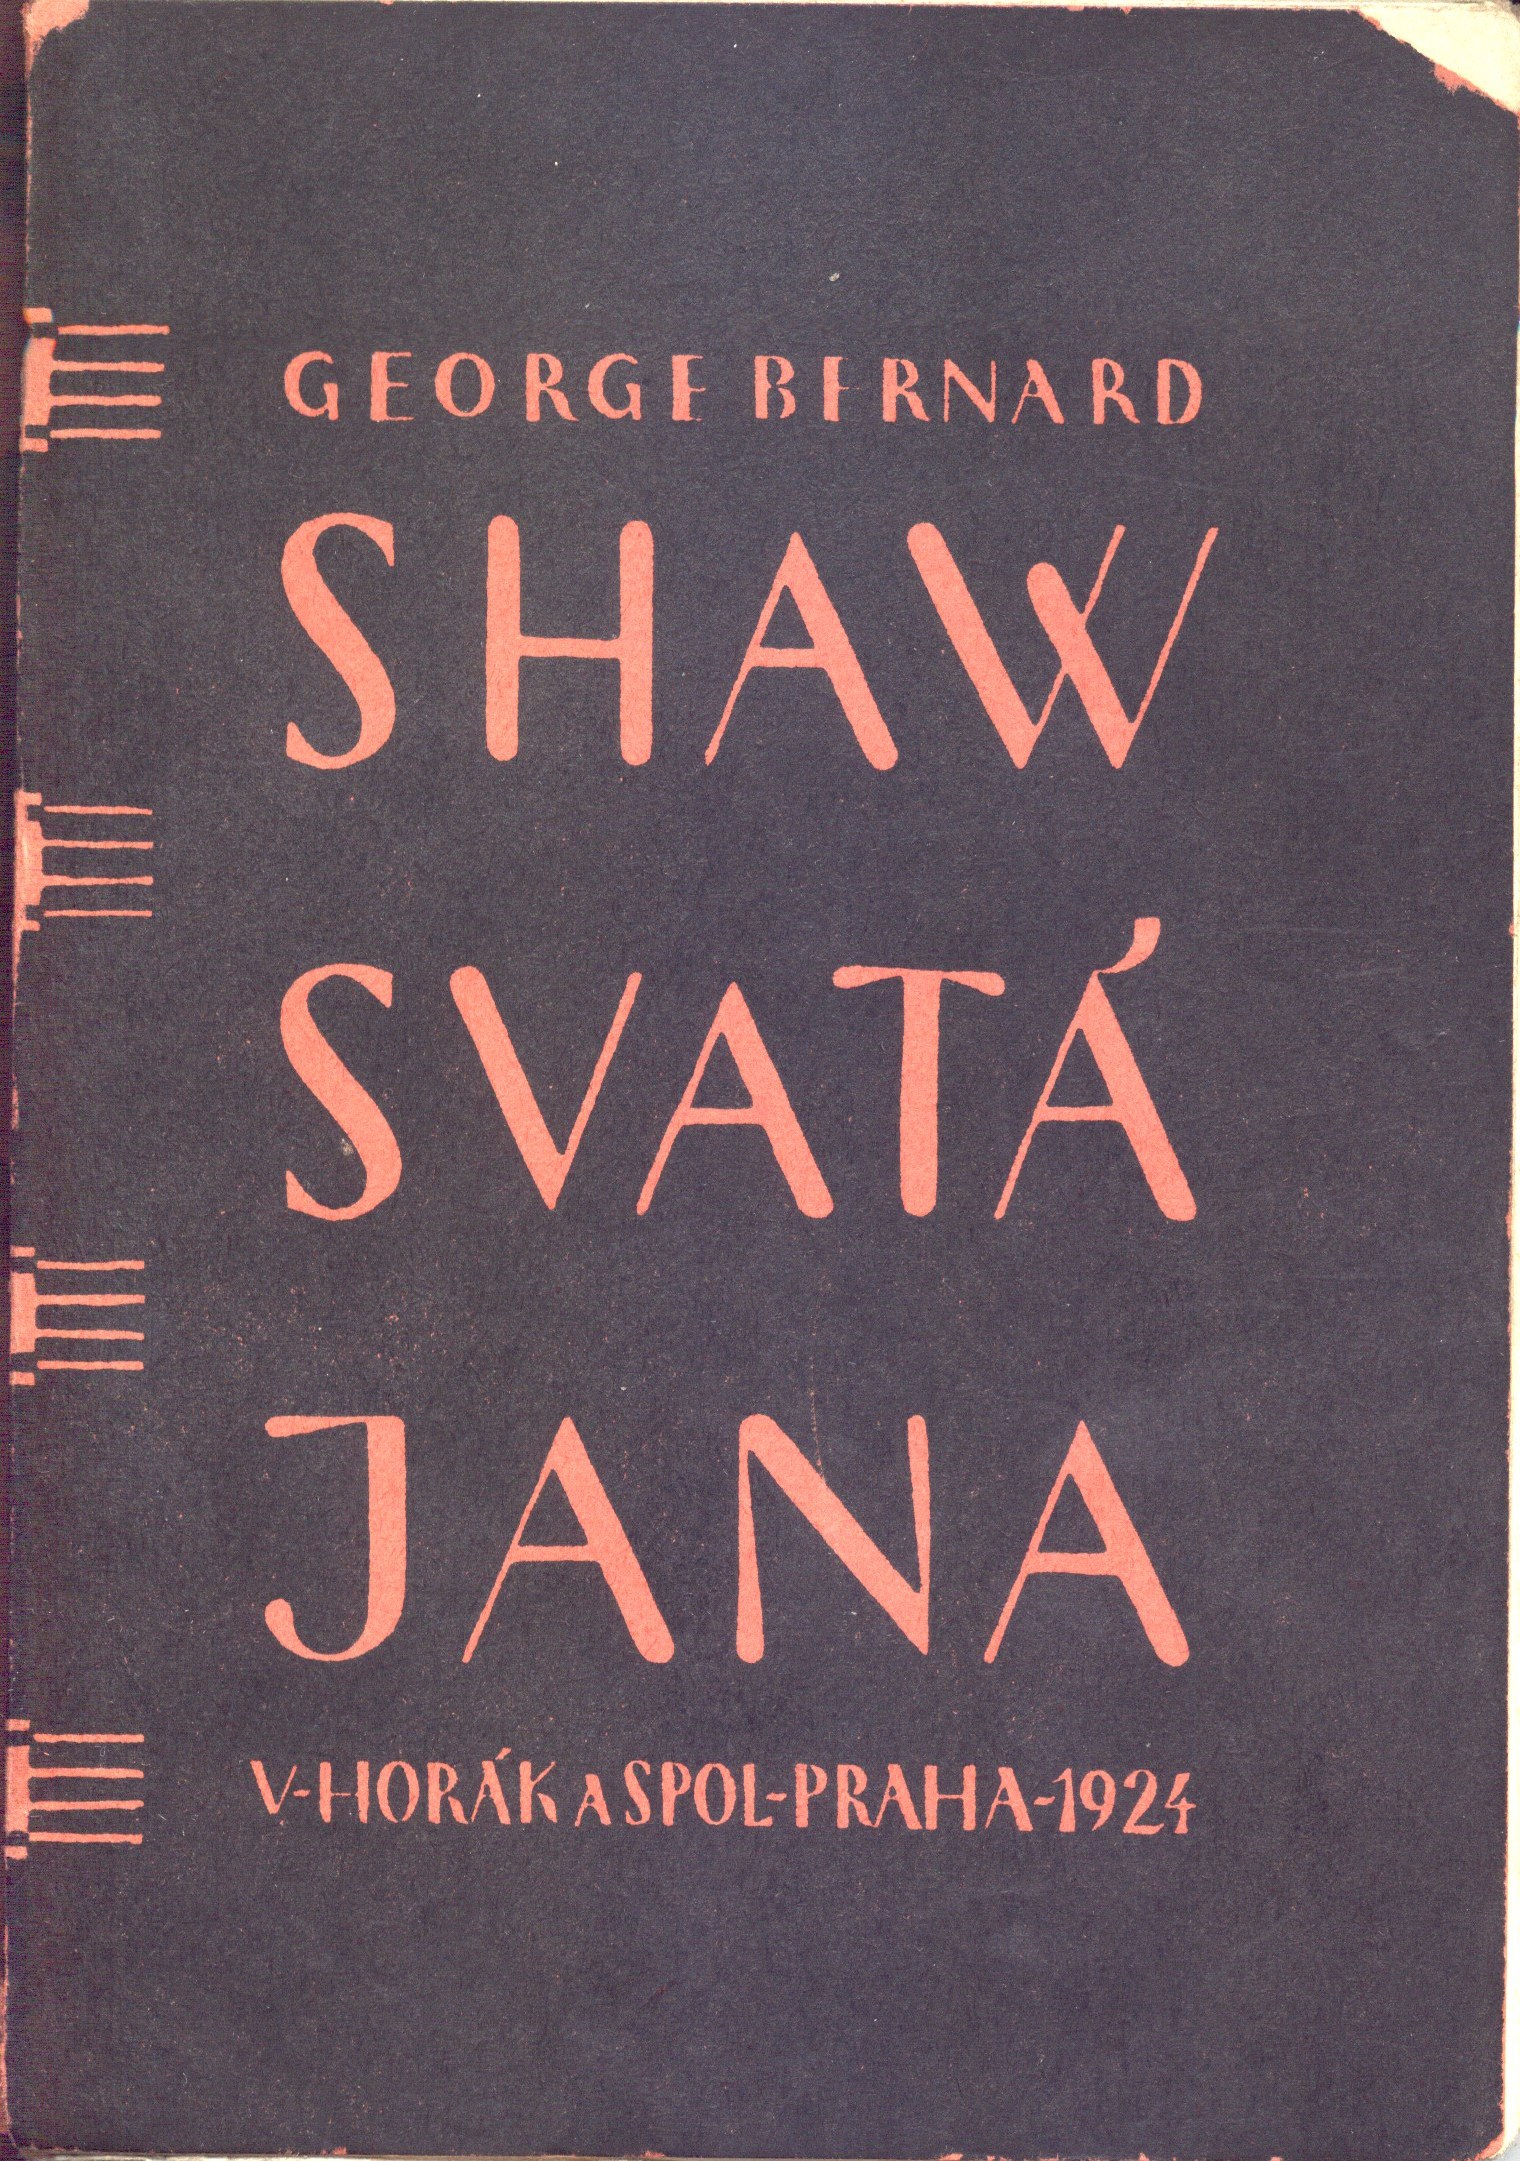 GEORGE BERNARD
SHAW
SVATÁ
JANA
V-HORÁK A SPOL-PRAHA-1924